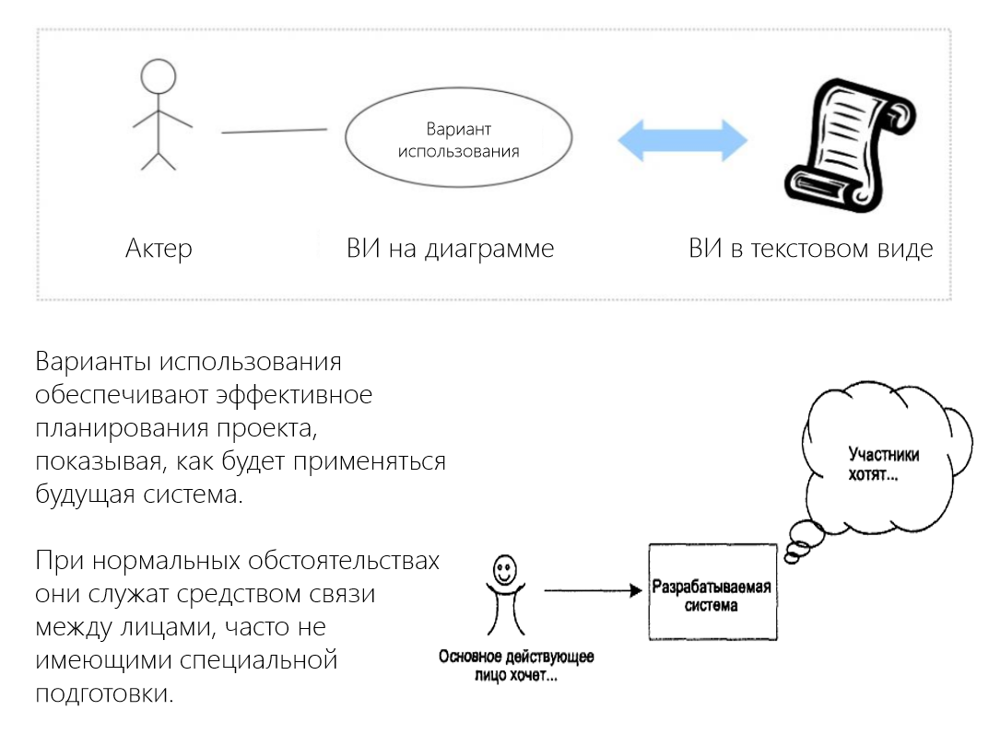 Вариант
использования
Актер
ВИ на диаграмме
ВИ в текстовом виде
Варианты использования
обеспечивают эффективное
планирования проекта,
показывая, как будет применяться
будущая система.
При нормальных обстоятельствах
они служат средством связи
между лицами, часто не
имеющими специальной
подготовки.
Участники
хотят...
Разрабатываемая
система
Основное действующее
лицо хочет...